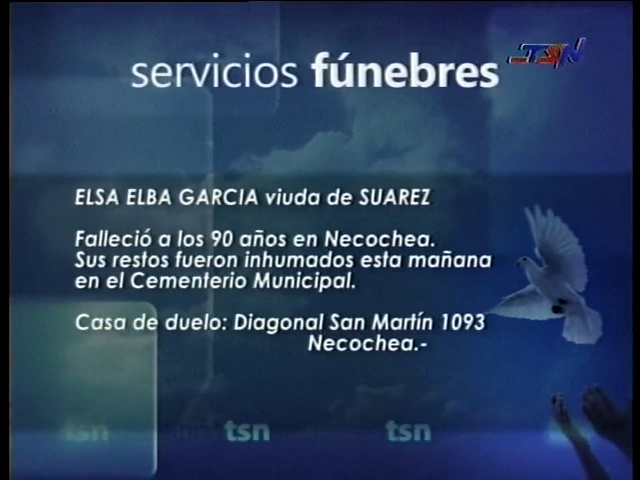 servicios fúnebres
TSN
ELSA ELBA GARCIA viuda de SUAREZ
Falleció a los 90 años en Necochea.
Sus restos fueron inhumados esta mañana
en el Cementerio Municipal.
Casa de duelo: Diagonal San Martín 1093
Necochea.-
tsn tsn tsn